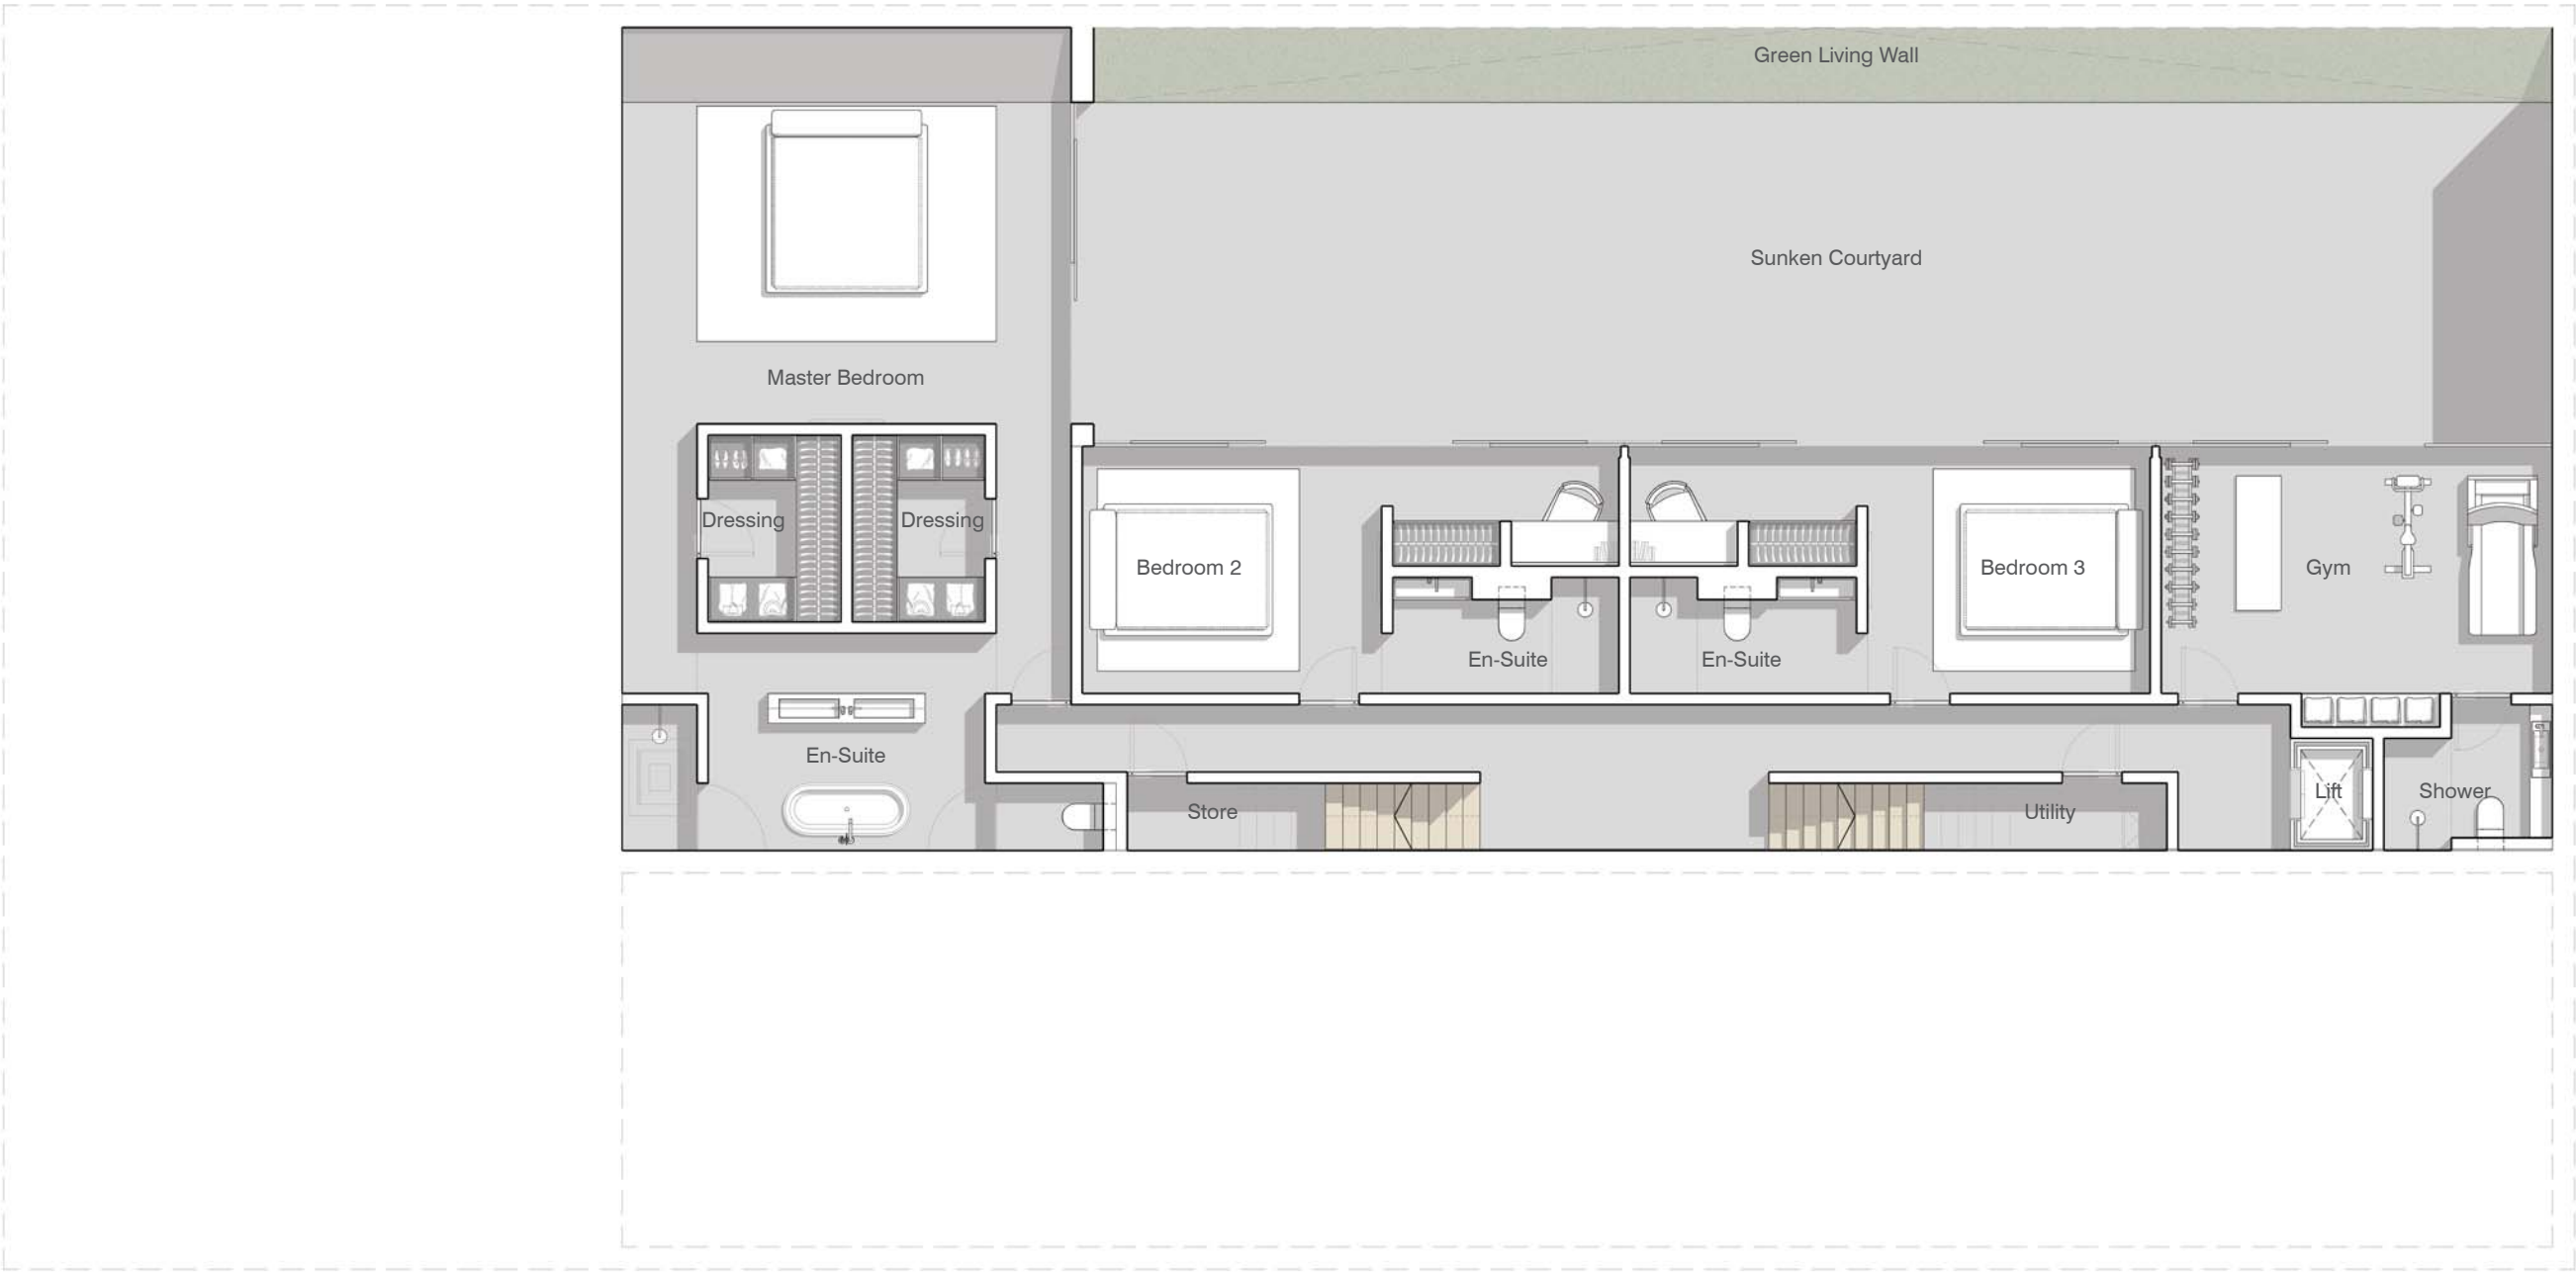 Green Living Wall
Sunken Courtyard
Master Bedroom
Dressing
Dressing
Bedroom 2
Bedroom 3
Gym
En-Suite
En-Suite
En-Suite
Store
Utility
Lift
Shower